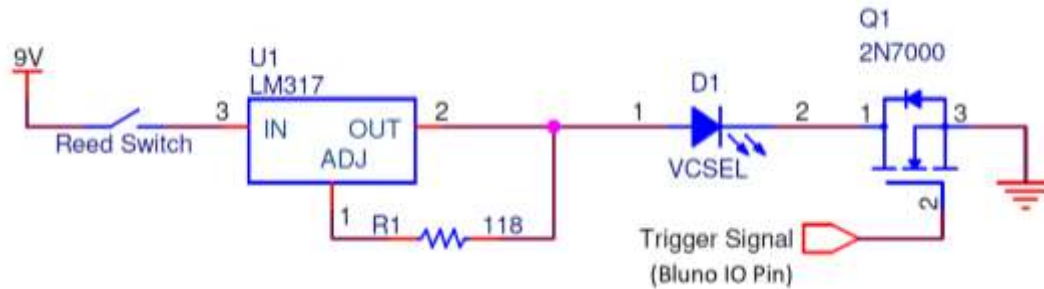 9V
Reed Switch
U1
LM317
3
IN
OUT
ADJ
2
1
R1
118
1
D1
VCSEL
2
Q1
2N7000
1
3
2
Trigger Signal
(Bluno IO Pin)